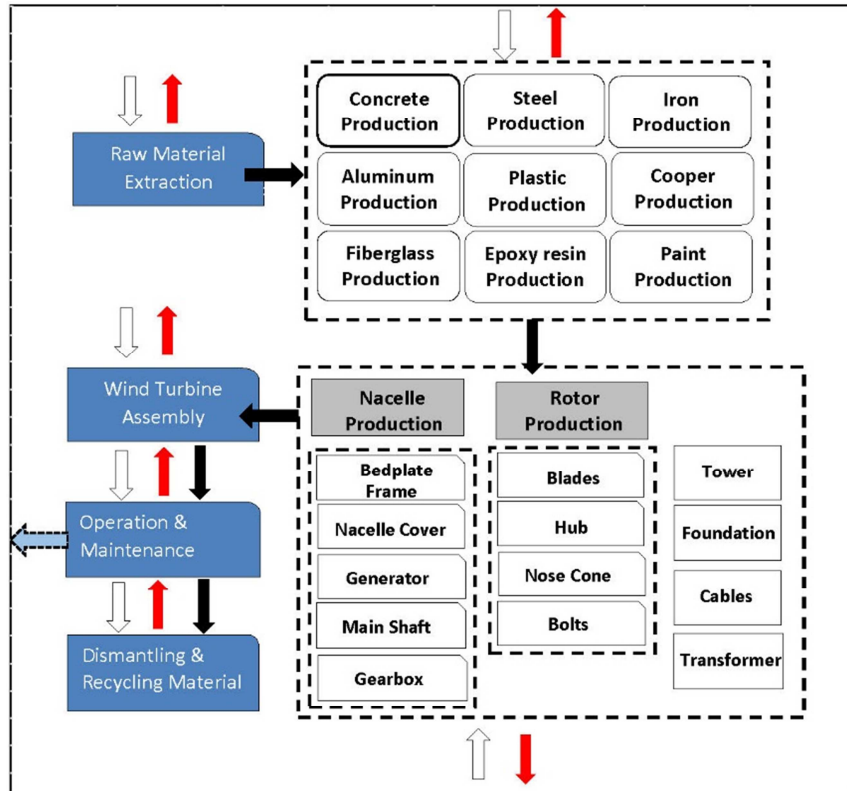 Concrete
Production
Steel
Production
Iron
Production
Raw Material
Extraction
Aluminum
Production
Plastic
Production
Cooper
Production
Fiberglass
Production
Epoxy resin
Production
Paint
Production
Wind Turbine
Assembly
Nacelle
Production
Rotor
Production
Bedplate
Frame
Nacelle Cover
Generator
Main Shaft
Gearbox
Blades
Hub
Nose Cone
Bolts
Tower
Foundation
Cables
Transformer
Operation &
Maintenance
Dismantling &
Recycling Material